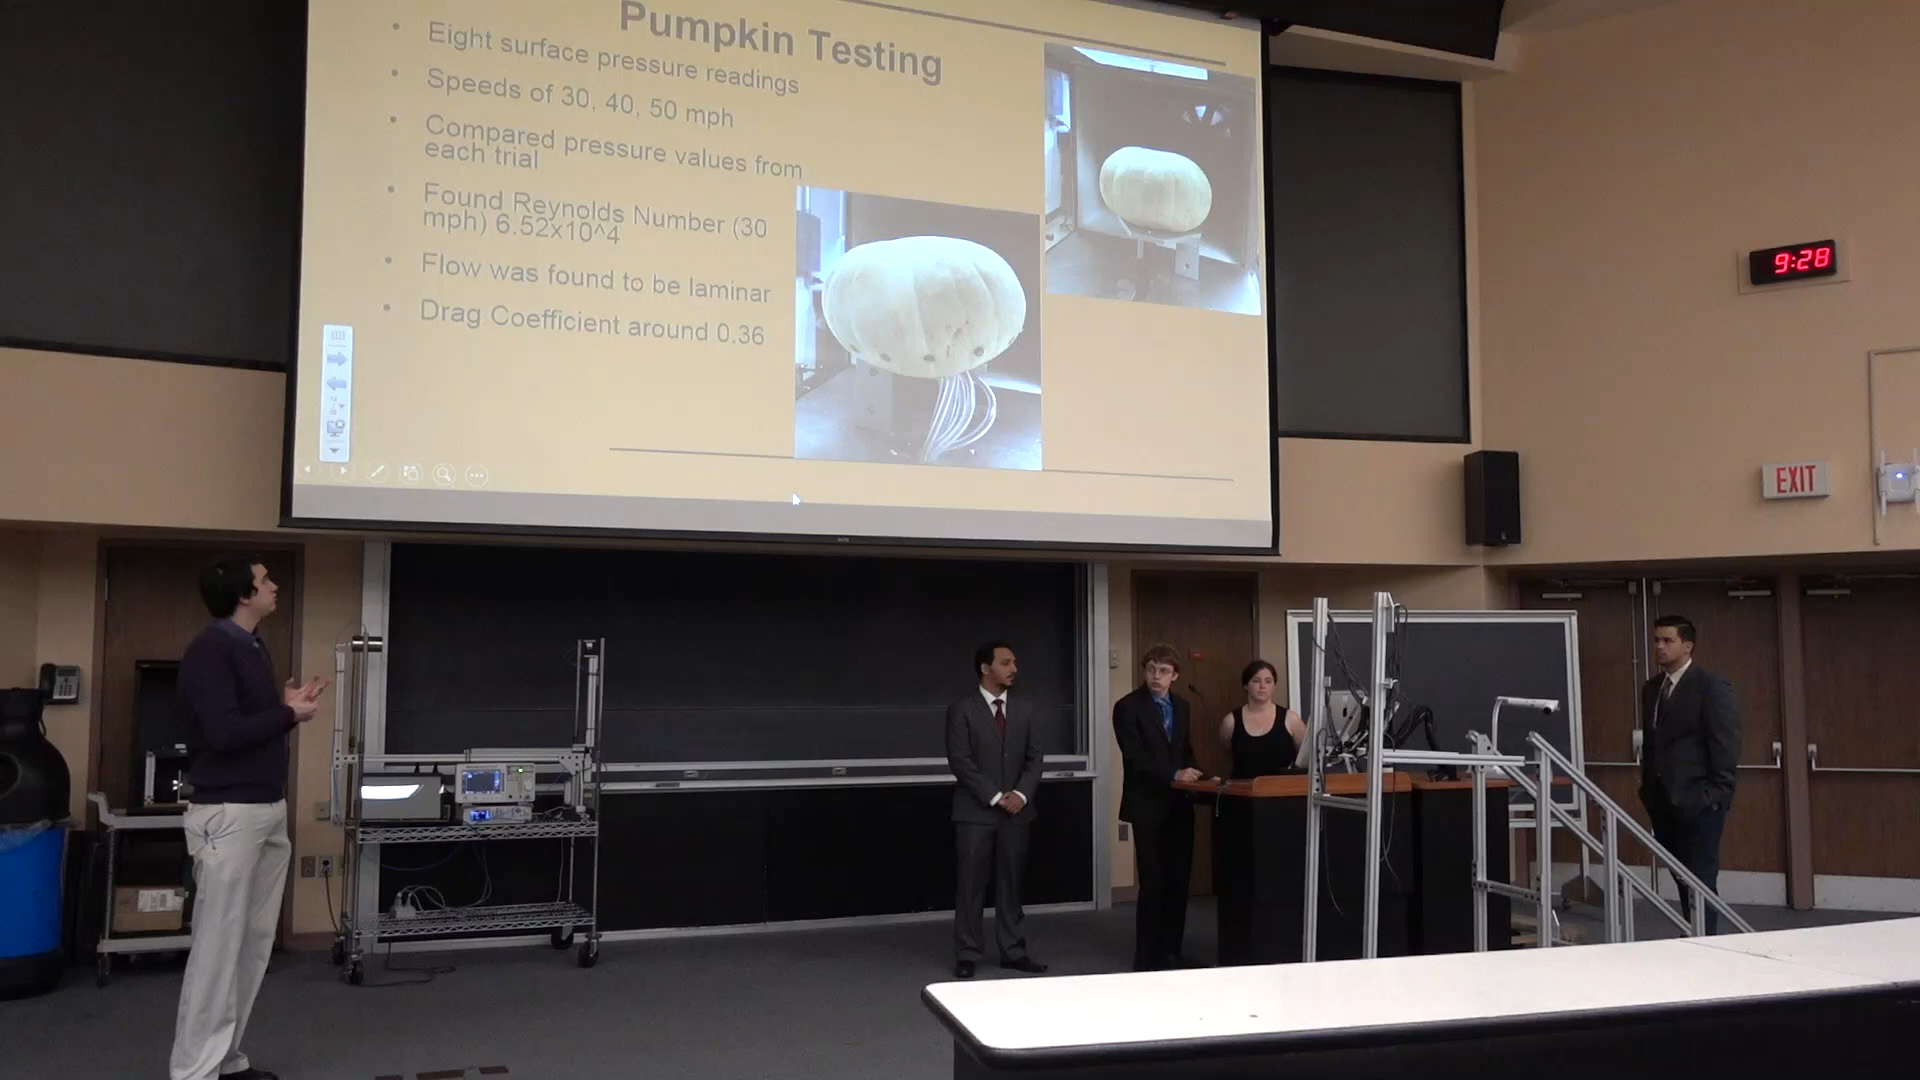 Pumpkin Testing
• Eight surface pressure readings
• Speeds of 30, 40, 50 mph
• Compared pressure values from
each trial
• Found Reynolds Number (30
mph) 6.52x10^4
• Flow was found to be laminar
• Drag Coefficient around 0.36
9:28
EXIT